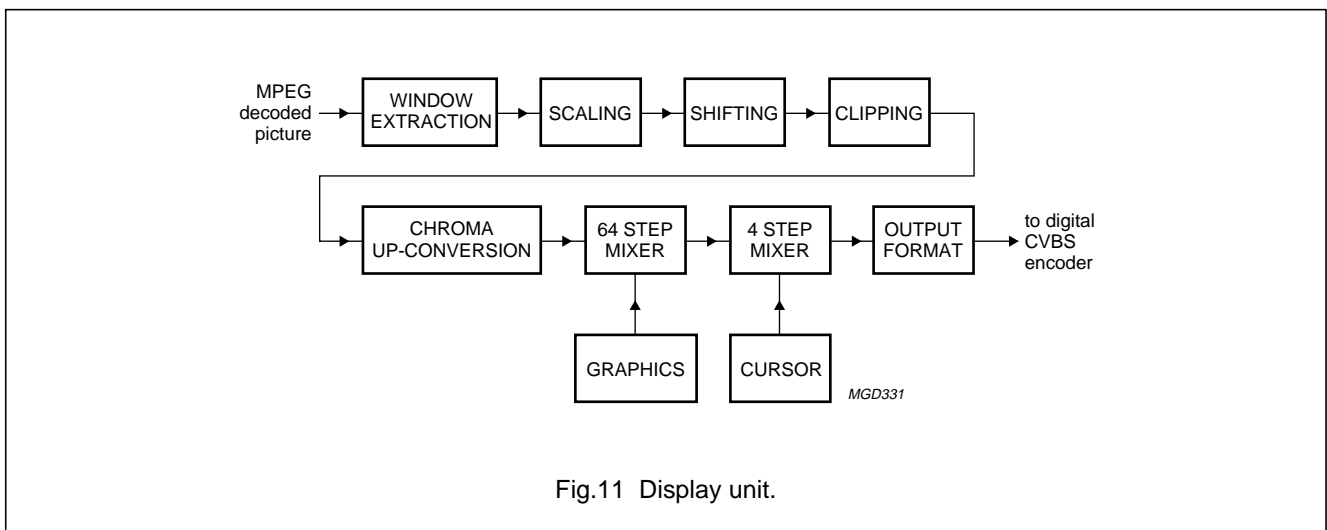 MPEG
decoded
picture
WINDOW
EXTRACTION
SCALING
SHIFTING
CLIPPING
CHROMA
UP-CONVERSION
64 STEP
MIXER
4 STEP
MIXER
OUTPUT
FORMAT
to digital
CVBS
encoder
GRAPHICS
CURSOR
MGD331
Fig.11 Display unit.